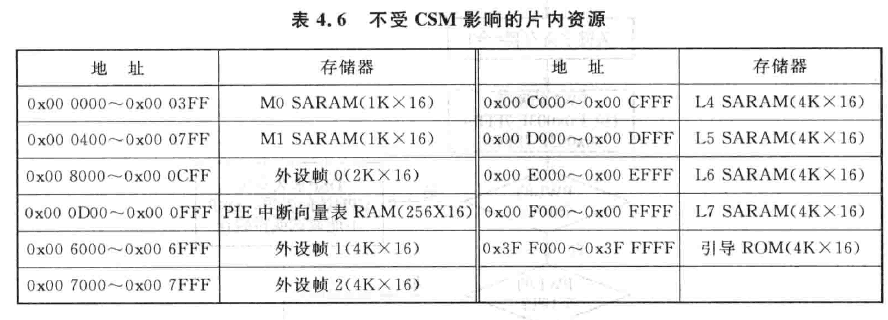 表 4.6 不受 CSM 影响的片内资源
地 址 存储器 地 址 存储器
0x00 0000～0x00 03FF M0 SARAM(1K×16) 0x00 C000～0x00 CFFF L4 SARAM(4K×16)
0x00 0400～0x00 07FF M1 SARAM(1K×16) 0x00 D000～0x00 DFFF L5 SARAM(4K×16)
0x00 8000～0x00 0CFF 外设帧 0(2K×16) 0x00 E000～0x00 EFFF L6 SARAM(4K×16)
0x00 0D00～0x00 0FFF PIE 中断向量表 RAM(256X16) 0x00 F000～0x00 FFFF L7 SARAM(4K×16)
0x00 6000～0x00 6FFF 外设帧 1(4K×16) 0x3F F000～0x3F FFFF 引导 ROM(4K×16)
0x00 7000～0x00 7FFF 外设帧 2(4K×16)